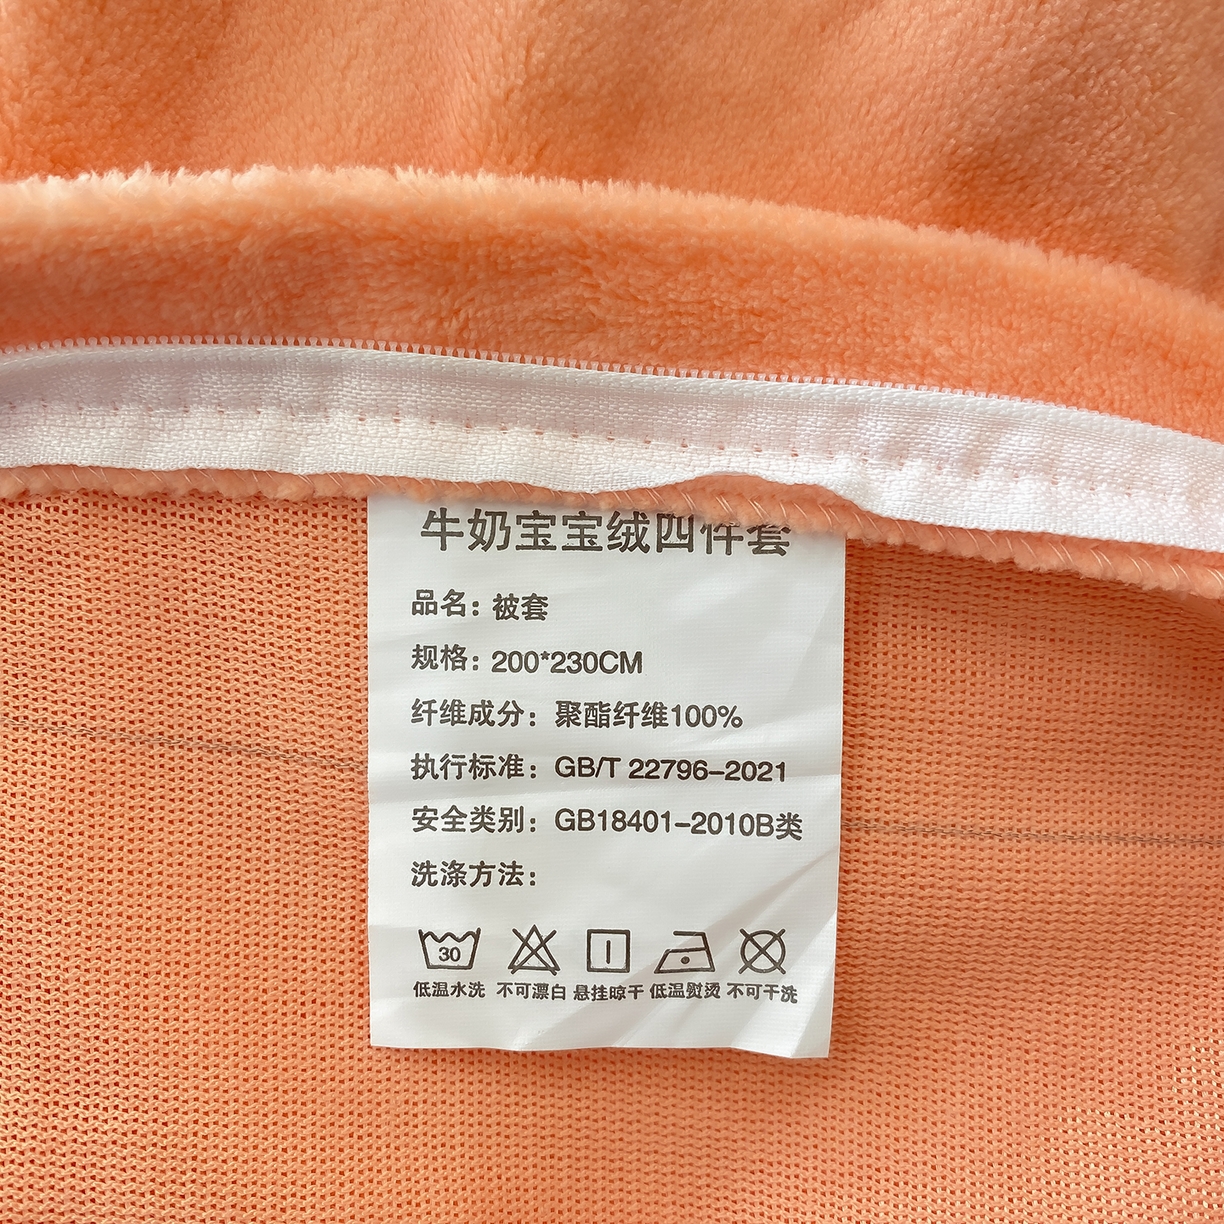 牛奶宝宝绒四件套
品名：被套
规格：200*230CM
纤维成分：聚酯纤维100%
执行标准：GB/T 22796-2021
安全类别：GB18401-2010B类
洗涤方法：
30
低温水洗 不可漂白 悬挂晾干 低温熨烫 不可干洗